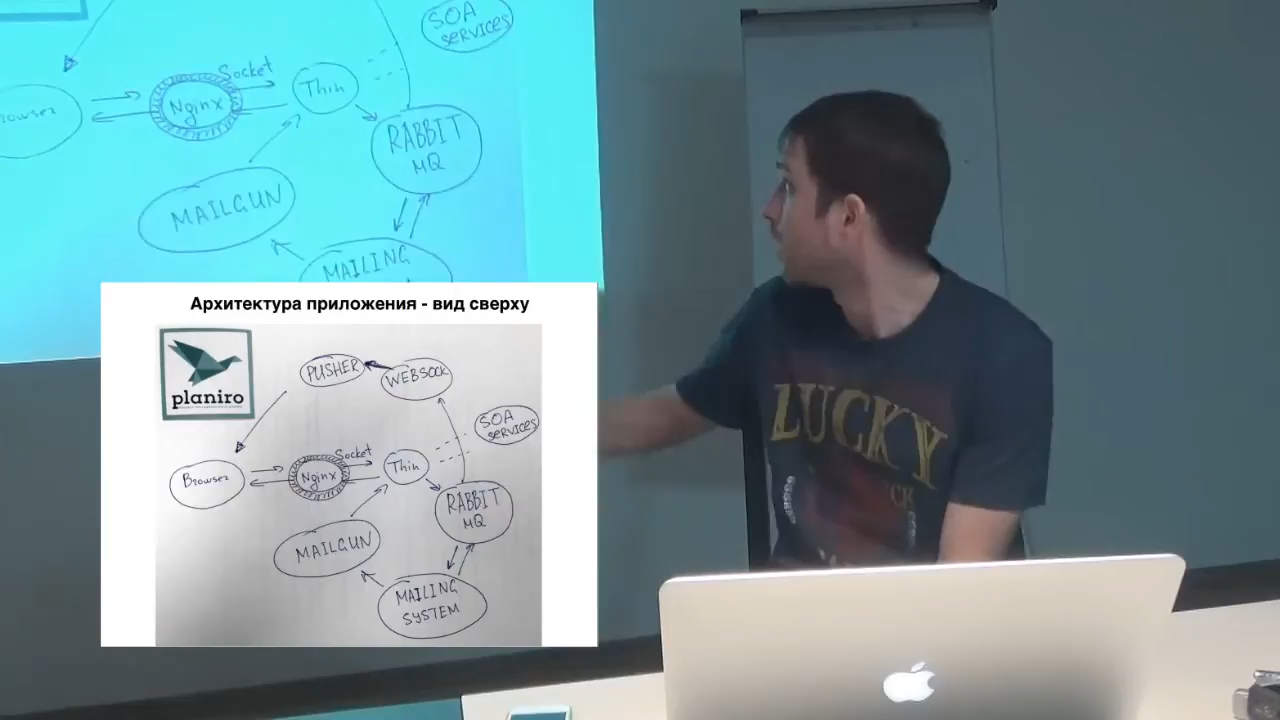 SOA
SERVICES
Socket
rowser
Nginx
Thin
RABBIT
MQ
MAILGUN
MAILING
Архитектура приложения - вид сверху
planiro
PUSHER
WEBSOCK
SOA
SERVICES
Socket
Browser
Nginx
Thin
RABBIT
MQ
MAILGUN
MAILING
SYSTEM
LUCKY